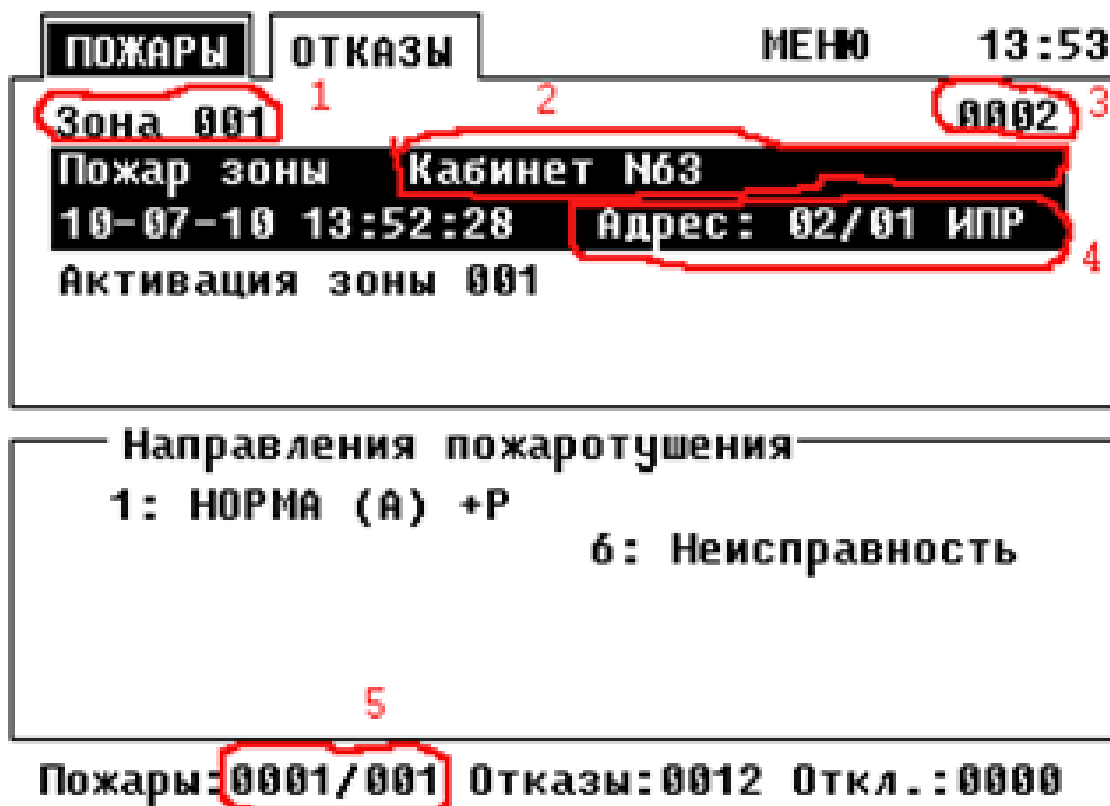 ПОЖАРЫ ОТКАЗЫ МЕНЮ 13:53
1 2 3
Зона 001 0002
Пожар зоны Кабинет N63
10-07-10 13:52:28 Адрес: 02/01 ИПР
4
Активация зоны 001
Направления пожаротушения
1: НОРМА (А) +Р
6: Неисправность
5
Пожары:0001/001 Отказы:0012 Откл.:0000